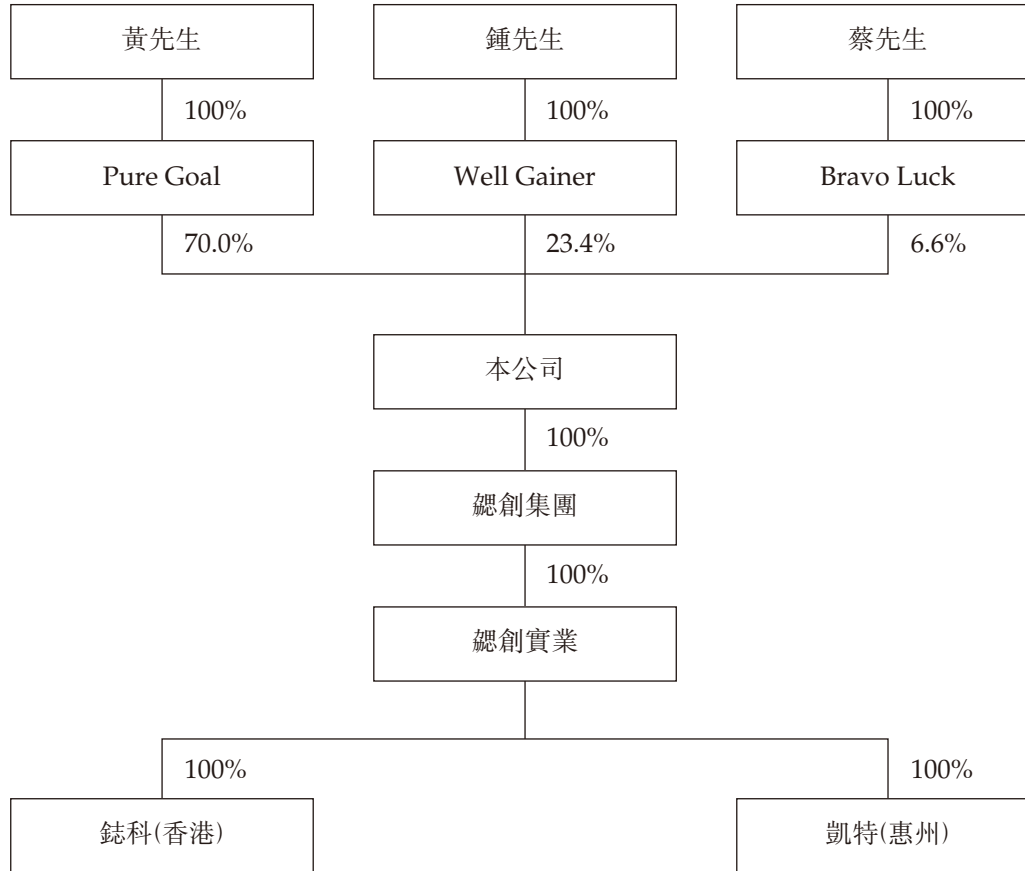 黃先生
鍾先生
蔡先生
100%
100%
100%
Pure Goal
Well Gainer
Bravo Luck
70.0%
23.4%
6.6%
本公司
100%
勰創集團
100%
勰創實業
100%
100%
鋕科(香港)
凱特(惠州)